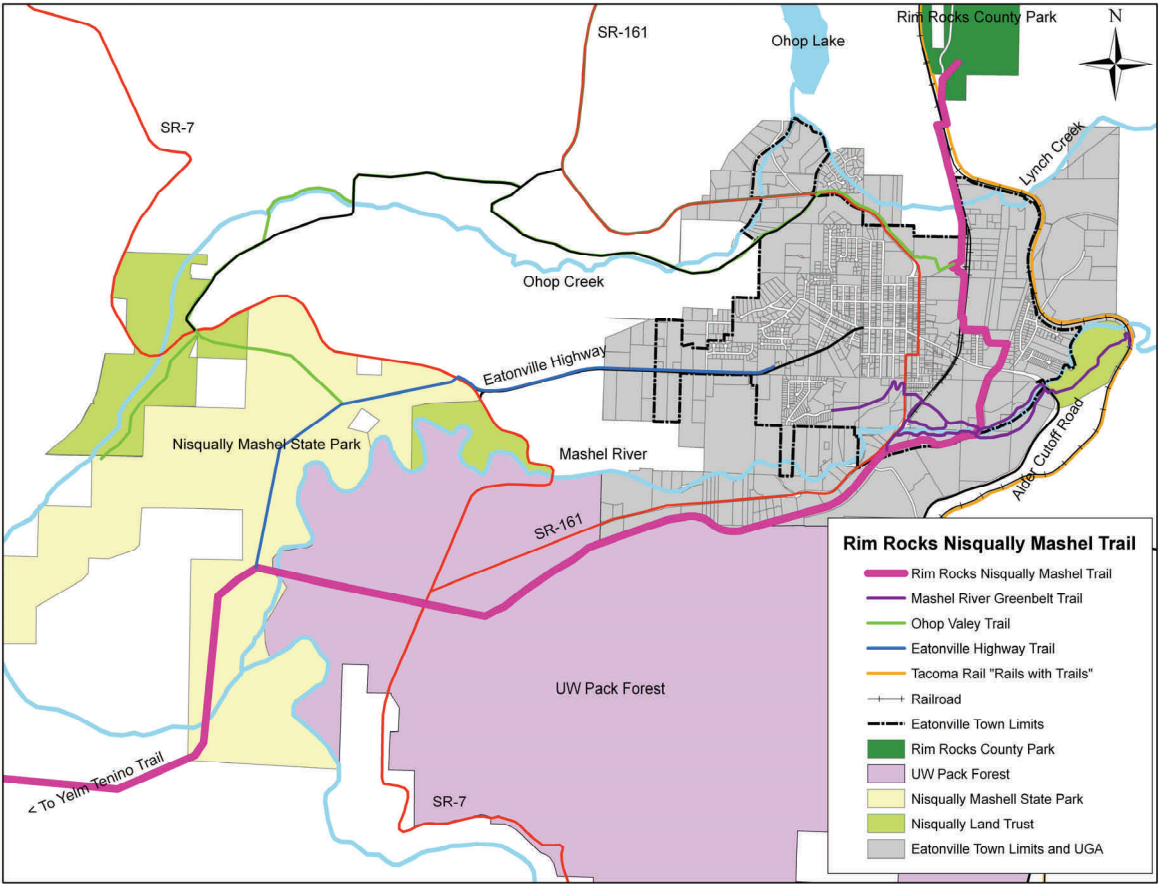 Rim Rocks County Park
N
SR-161
Ohop Lake
SR-7
Lynch Creek
Ohop Creek
Eatonville Highway
Nisqually Mashel State Park
Mashel River
Alder Cutoff Road
SR-161
UW Pack Forest
< To Yelm Tenino Trail
SR-7
Rim Rocks Nisqually Mashel Trail
Rim Rocks Nisqually Mashel Trail
Mashel River Greenbelt Trail
Ohop Valey Trail
Eatonville Highway Trail
Tacoma Rail "Rails with Trails"
Railroad
Eatonville Town Limits
Rim Rocks County Park
UW Pack Forest
Nisqually Mashell State Park
Nisqually Land Trust
Eatonville Town Limits and UGA